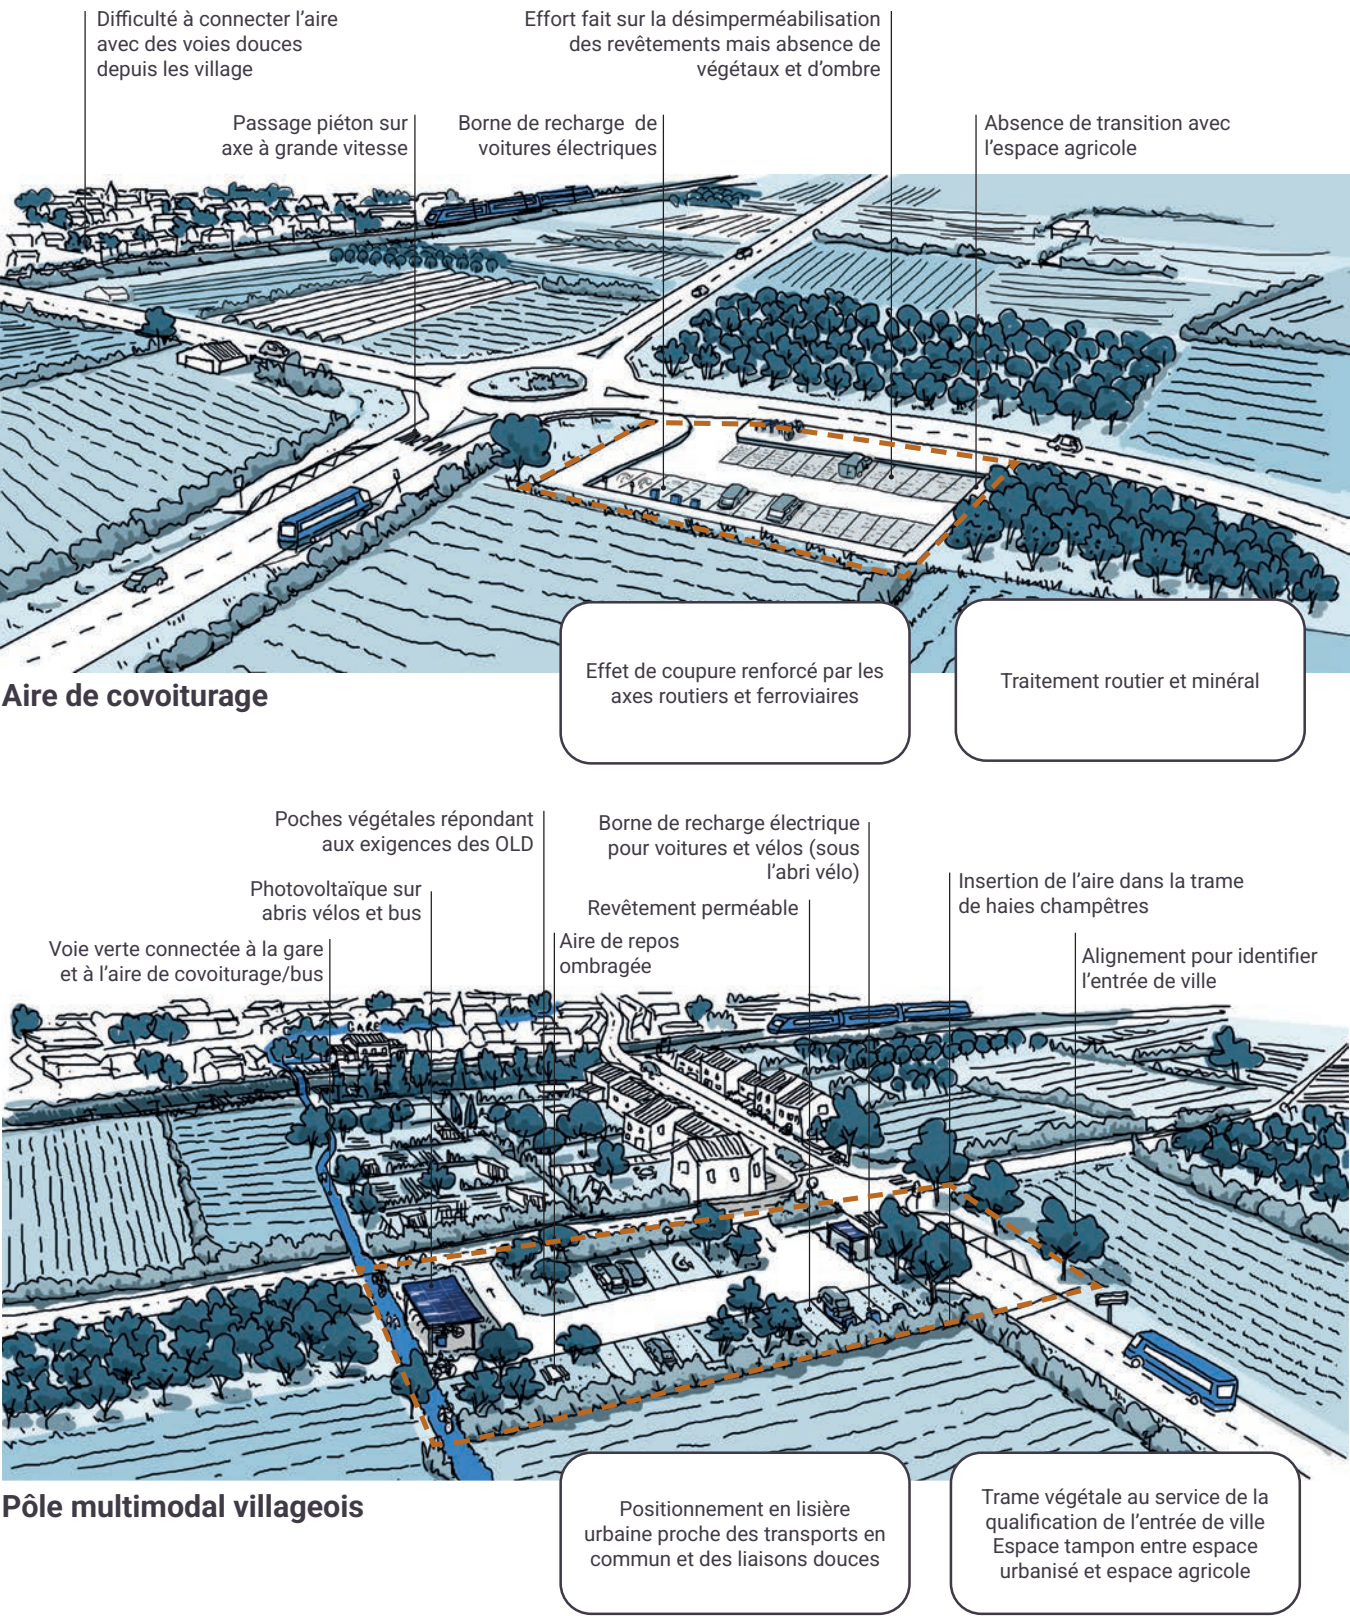 Difficulté à connecter l’aire
avec des voies douces
depuis les village
Effort fait sur la désimperméabilisation
des revêtements mais absence de
végétaux et d’ombre
Passage piéton sur
axe à grande vitesse
Borne de recharge de
voitures électriques
Absence de transition avec
l’espace agricole
Effet de coupure renforcé par les
axes routiers et ferroviaires
Traitement routier et minéral
Aire de covoiturage
Poches végétales répondant
aux exigences des OLD
Borne de recharge électrique
pour voitures et vélos (sous
l’abri vélo)
Photovoltaïque sur
abris vélos et bus
Insertion de l’aire dans la trame
de haies champêtres
Revêtement perméable
Voie verte connectée à la gare
et à l’aire de covoiturage/bus
Aire de repos
ombragée
Alignement pour identifier
l’entrée de ville
GARE
Pôle multimodal villageois
Positionnement en lisière
urbaine proche des transports en
commun et des liaisons douces
Trame végétale au service de la
qualification de l’entrée de ville
Espace tampon entre espace
urbanisé et espace agricole